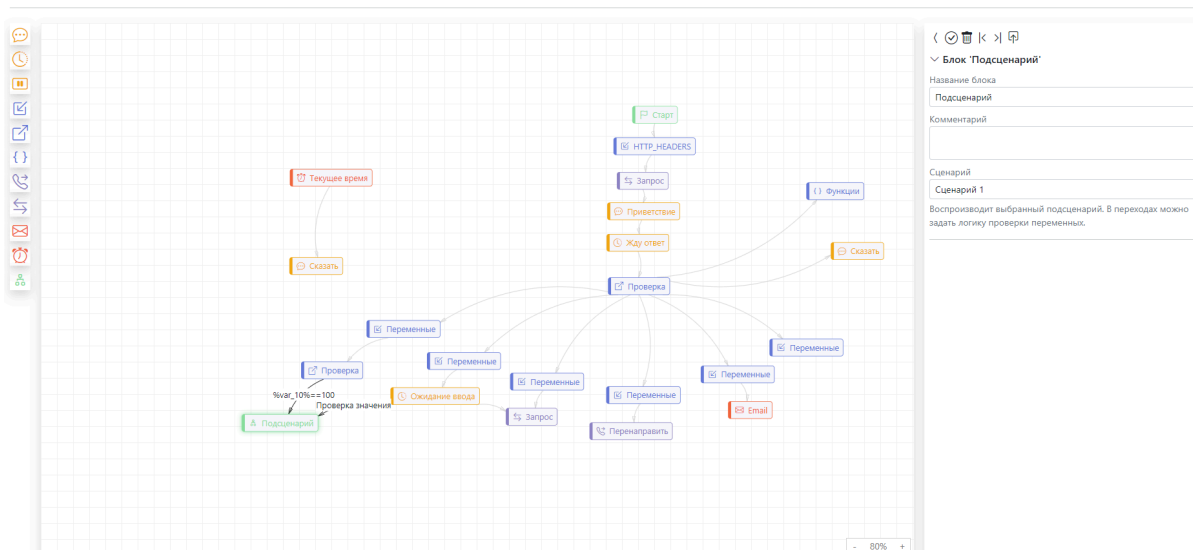 Блок 'Подсценарий'
Название блока
Подсценарий
Комментарий
Сценарий
Сценарий 1
Воспроизводит выбранный подсценарий. В переходах можно
задать логику проверки переменных.
Старт
HTTP_HEADERS
Запрос
Текущее время
Функции
Приветствие
Жду ответ
Сказать
Сказать
Проверка
Переменные
Переменные
Переменные
Проверка
Переменные
Переменные
%var_10%==100
Ожидание ввода
Переменные
Проверка значения
Email
Запрос
Подсценарий
Перенаправить
- 80% +